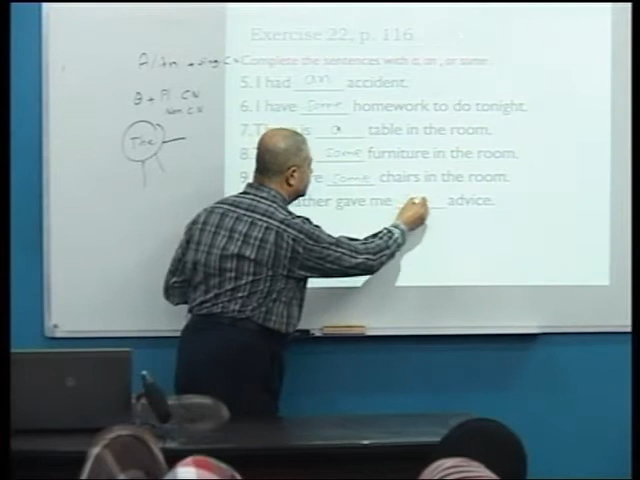 Exercise 22, p. 116
Complete the sentences with a, an, or some
5. I had an accident.
6. I have some homework to do tonight.
7. is a table in the room.
8. some furniture in the room.
9. some chairs in the room.
gave me advice.
A/an + sing. CN
Ø + Pl CN
Non CN
The